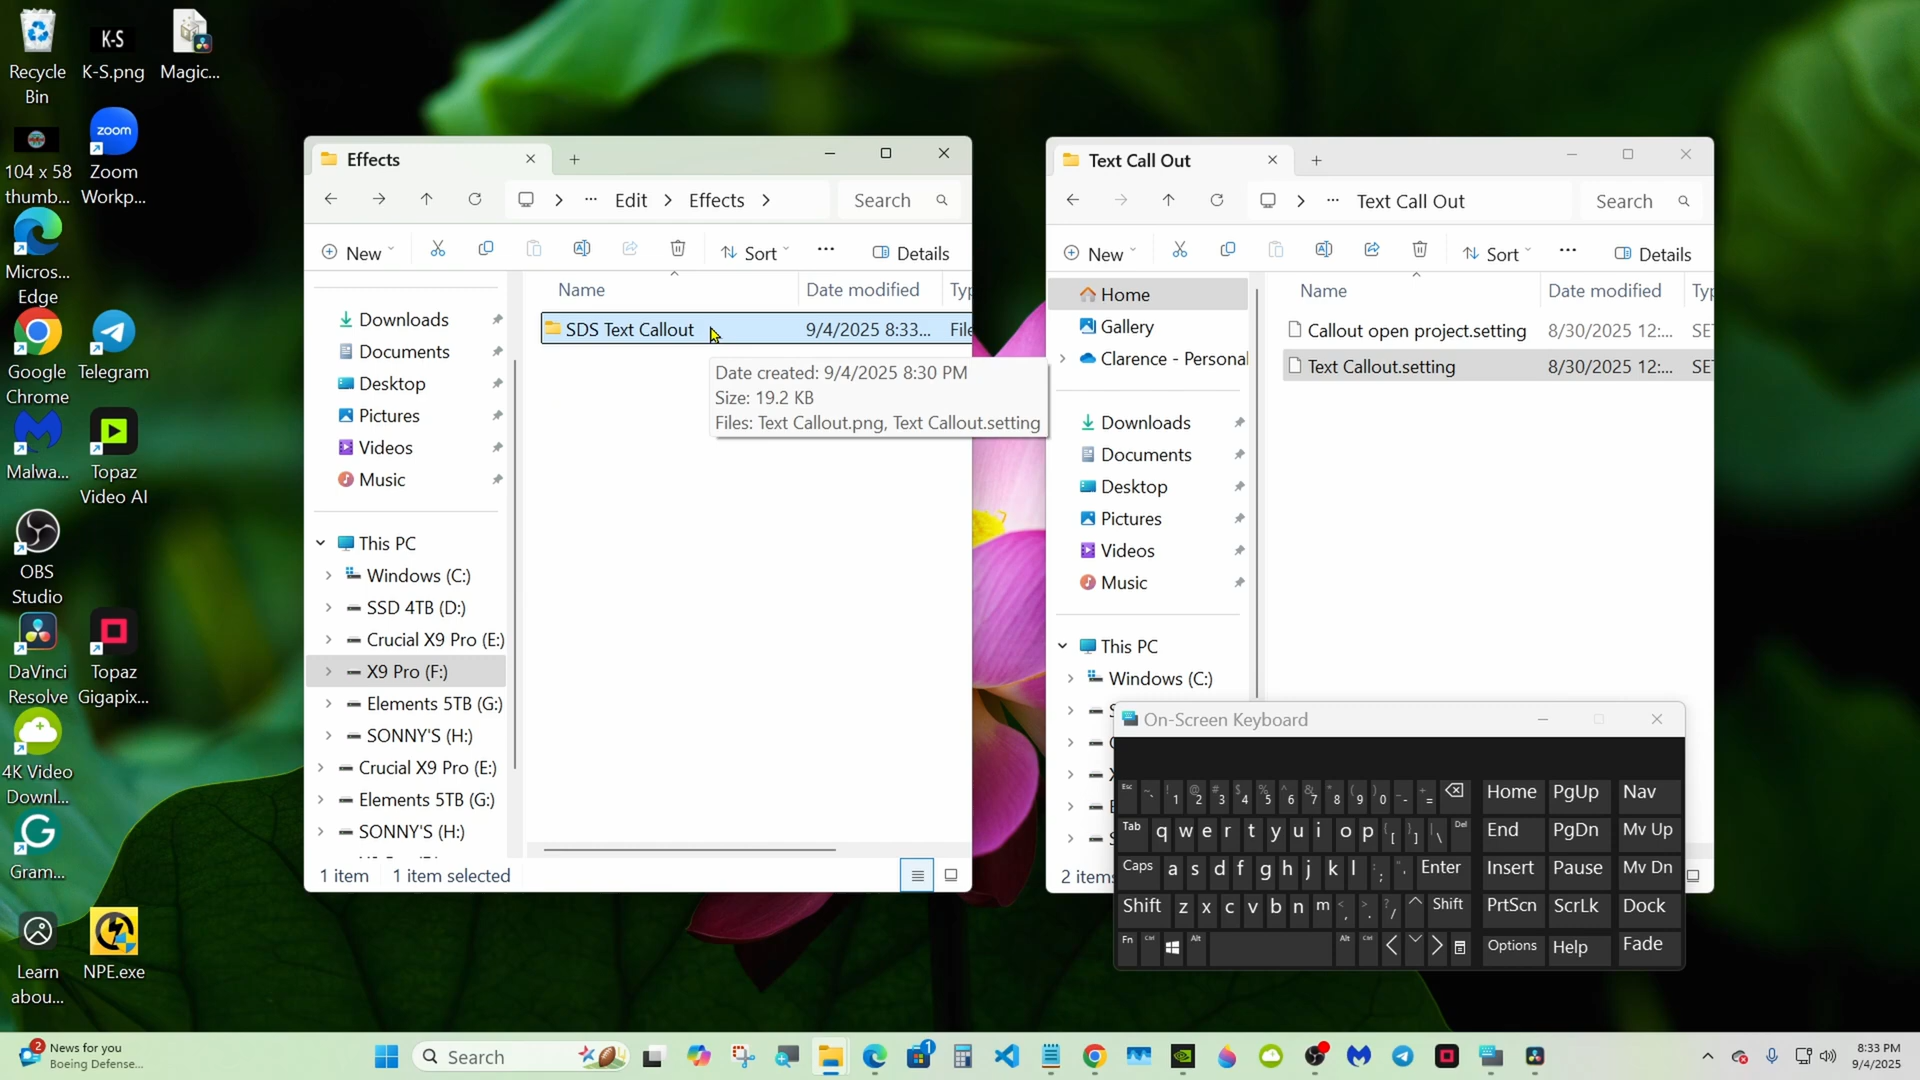 Recycle
Bin
K-S
K-S.png
Magic...
104 x 58
thumb...
zoom
Zoom
Workp...
Micros...
Edge
Google
Chrome
Telegram
Malwa...
Topaz
Video AI
OBS
Studio
DaVinci
Resolve
Topaz
Gigapix...
4K Video
Downl...
Gram...
Learn
abou...
NPE.exe
Effects
Edit
Effects
Search
New
Sort
Details
Name
Date modified
Typ
Downloads
Documents
Desktop
Pictures
Videos
Music
This PC
Windows (C:)
SSD 4TB (D:)
Crucial X9 Pro (E:)
X9 Pro (F:)
Elements 5TB (G:)
SONNY'S (H:)
Crucial X9 Pro (E:)
Elements 5TB (G:)
SONNY'S (H:)
SDS Text Callout
9/4/2025 8:33...
File
Date created: 9/4/2025 8:30 PM
Size: 19.2 KB
Files: Text Callout.png, Text Callout.setting
1 item
1 item selected
Text Call Out
Text Call Out
Search
New
Sort
Details
Name
Date modified
Typ
Home
Gallery
Clarence - Personal
Downloads
Documents
Desktop
Pictures
Videos
Music
This PC
Windows (C:)
Callout open project.setting
8/30/2025 12:...
SET
Text Callout.setting
8/30/2025 12:...
SET
2 items
On-Screen Keyboard
Esc ~ ` ! 1 @ 2 # 3 $ 4 % 5 ^ 6 & 7 * 8 ( 9 ) 0 _ - + = Home PgUp Nav
Tab q w e r t y u i o p { [ } ] | \ Del End PgDn Mv Up
Caps a s d f g h j k l : ; " ' Enter Insert Pause Mv Dn
Shift z x c v b n m < , > . ? / ^ Shift PrtScn ScrLk Dock
Fn Ctrl Alt Alt Ctrl Options Help Fade
2
News for you
Boeing Defense...
Search
1
8:33 PM
9/4/2025